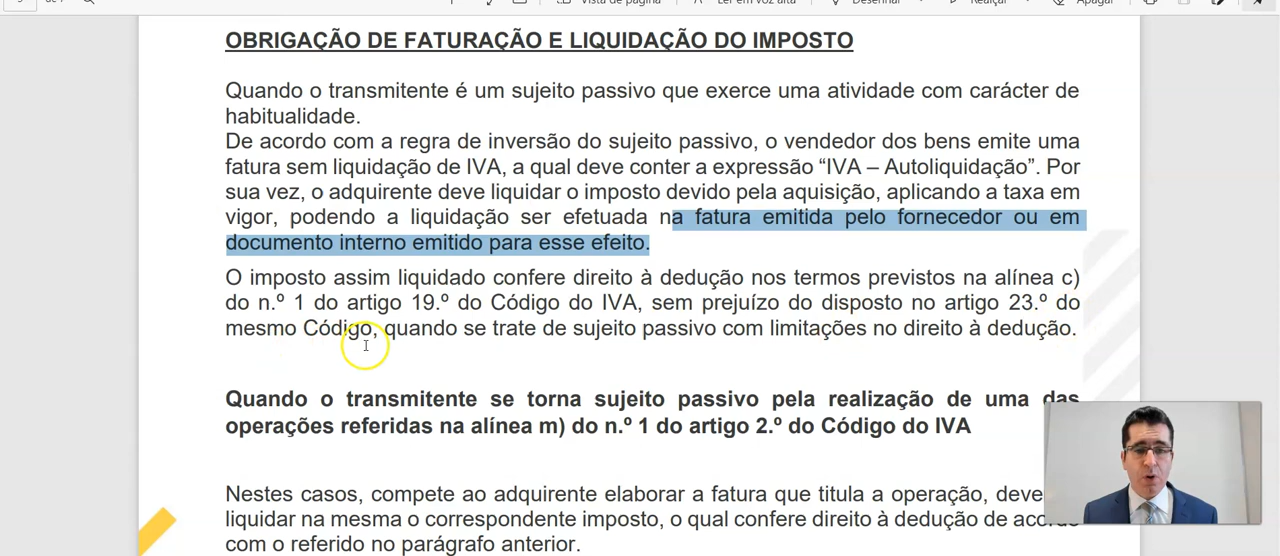 OBRIGAÇÃO DE FATURAÇÃO E LIQUIDAÇÃO DO IMPOSTO
Quando o transmitente é um sujeito passivo que exerce uma atividade com carácter de
habitualidade.
De acordo com a regra de inversão do sujeito passivo, o vendedor dos bens emite uma
fatura sem liquidação de IVA, a qual deve conter a expressão “IVA – Autoliquidação”. Por
sua vez, o adquirente deve liquidar o imposto devido pela aquisição, aplicando a taxa em
vigor, podendo a liquidação ser efetuada na fatura emitida pelo fornecedor ou em
documento interno emitido para esse efeito.
O imposto assim liquidado confere direito à dedução nos termos previstos na alínea c)
do n.º 1 do artigo 19.º do Código do IVA, sem prejuízo do disposto no artigo 23.º do
mesmo Código, quando se trate de sujeito passivo com limitações no direito à dedução.
Quando o transmitente se torna sujeito passivo pela realização de uma das
operações referidas na alínea m) do n.º 1 do artigo 2.º do Código do IVA
Nestes casos, compete ao adquirente elaborar a fatura que titula a operação, deve
liquidar na mesma o correspondente imposto, o qual confere direito à dedução de
com o referido no parágrafo anterior.